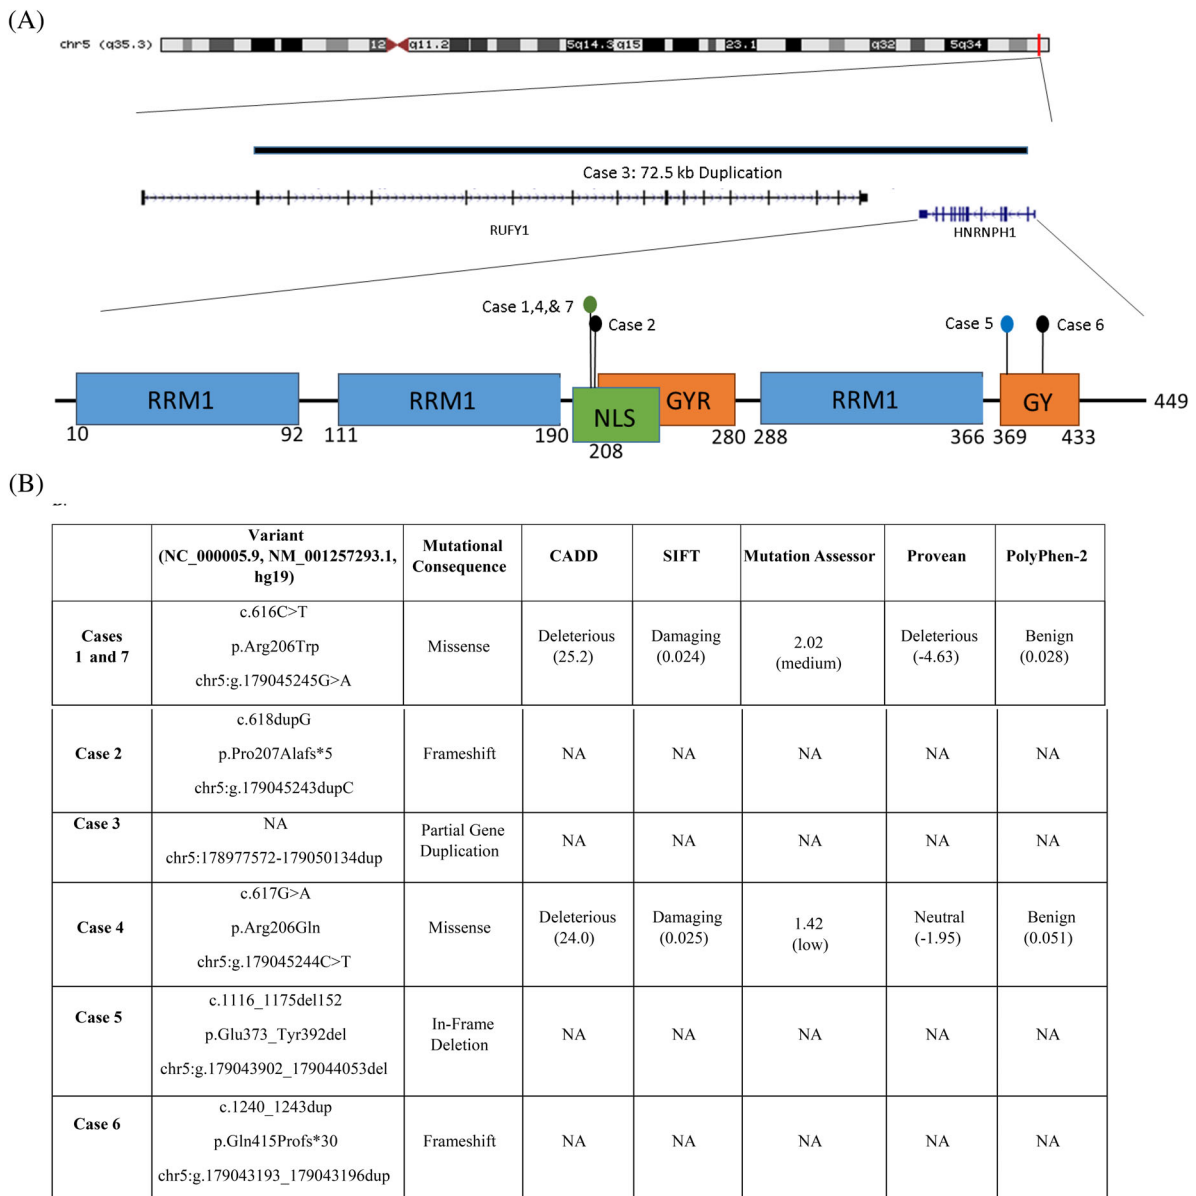 (A)
chr5 (q35.3)
12
q11.2
5q14.3
q15
23.1
q32
5q34
Case 3: 72.5 kb Duplication
RUFY1
HNRNPH1
Case 1,4,& 7
Case 2
Case 5
Case 6
RRM1
RRM1
NLS
GYR
RRM1
GY
449
10
92
111
190
208
280
288
366
369
433
(B)
Variant
(NC_000005.9, NM_001257293.1,
hg19)
Mutational
Consequence
CADD
SIFT
Mutation Assessor
Provean
PolyPhen-2
Cases
1 and 7
c.616C>T
p.Arg206Trp
chr5:g.179045245G>A
Missense
Deleterious
(25.2)
Damaging
(0.024)
2.02
(medium)
Deleterious
(-4.63)
Benign
(0.028)
Case 2
c.618dupG
p.Pro207Alafs*5
chr5:g.179045243dupC
Frameshift
NA
NA
NA
NA
NA
Case 3
NA
chr5:178977572-179050134dup
Partial Gene
Duplication
NA
NA
NA
NA
NA
Case 4
c.617G>A
p.Arg206Gln
chr5:g.179045244C>T
Missense
Deleterious
(24.0)
Damaging
(0.025)
1.42
(low)
Neutral
(-1.95)
Benign
(0.051)
Case 5
c.1116_1175del152
p.Glu373_Tyr392del
chr5:g.179043902_179044053del
In-Frame
Deletion
NA
NA
NA
NA
NA
Case 6
c.1240_1243dup
p.Gln415Profs*30
chr5:g.179043193_179043196dup
Frameshift
NA
NA
NA
NA
NA